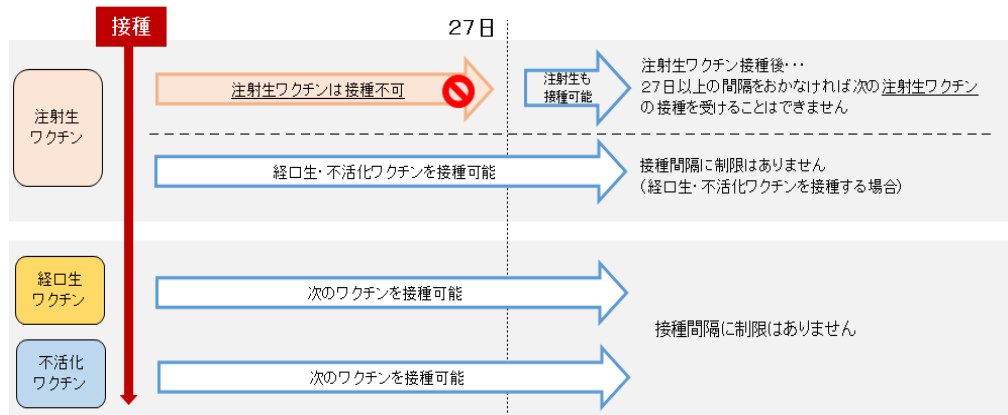 接種
27日
注射生
ワクチン
注射生ワクチンは接種不可
注射生も
接種可能
注射生ワクチン接種後・・・
27日以上の間隔をおかなければ次の注射生ワクチン
の接種を受けることはできません
経口生・不活化ワクチンを接種可能
接種間隔に制限はありません
(経口生・不活化ワクチンを接種する場合)
経口生
ワクチン
次のワクチンを接種可能
接種間隔に制限はありません
不活化
ワクチン
次のワクチンを接種可能